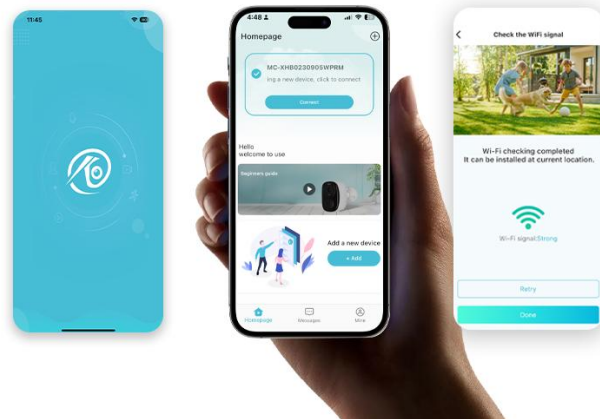 11:45
4:48
Homepage
MC-XHB0230905WPRM
ing a new device, click to connect
Connect
Hello
welcome to use
Beginners guide
Add a new device
+ Add
Homepage
Messages
Mine
Check the WiFi signal
Wi-Fi checking completed
It can be installed at current location.
Wi-Fi signal:Strong
Retry
Done